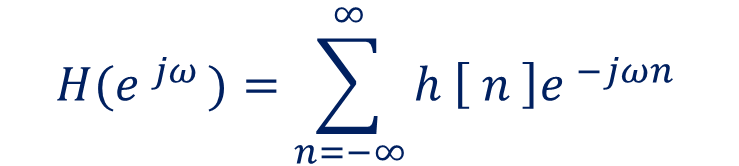 H(e^{jω}) = ∑_{n=−∞}^{∞} h[n]e^{−jωn}